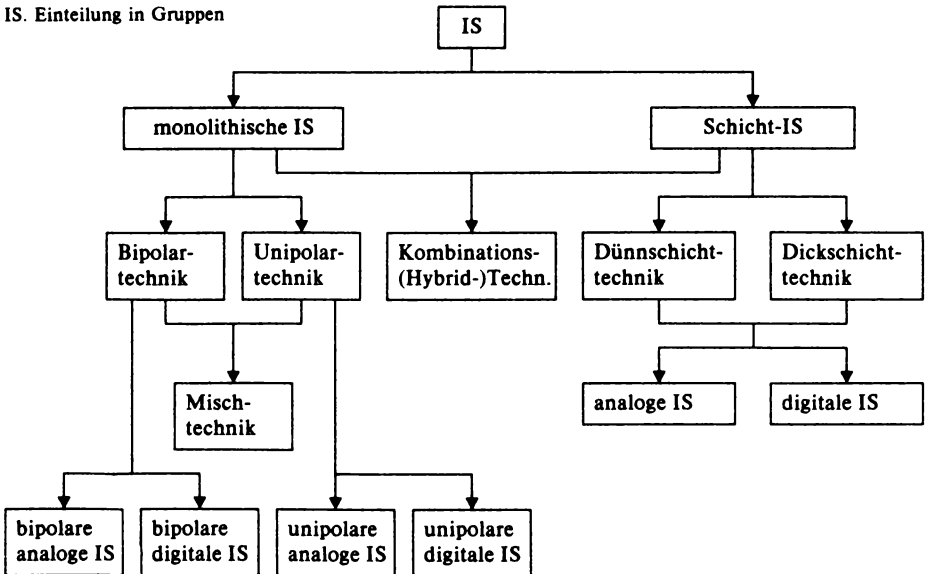 IS. Einteilung in Gruppen
IS
monolithische IS
Schicht-IS
Bipolar-
technik
Unipolar-
technik
Kombinations-
(Hybrid-)Techn.
Dünnschicht-
technik
Dickschicht-
technik
Misch-
technik
analoge IS
digitale IS
bipolare
analoge IS
bipolare
digitale IS
unipolare
analoge IS
unipolare
digitale IS